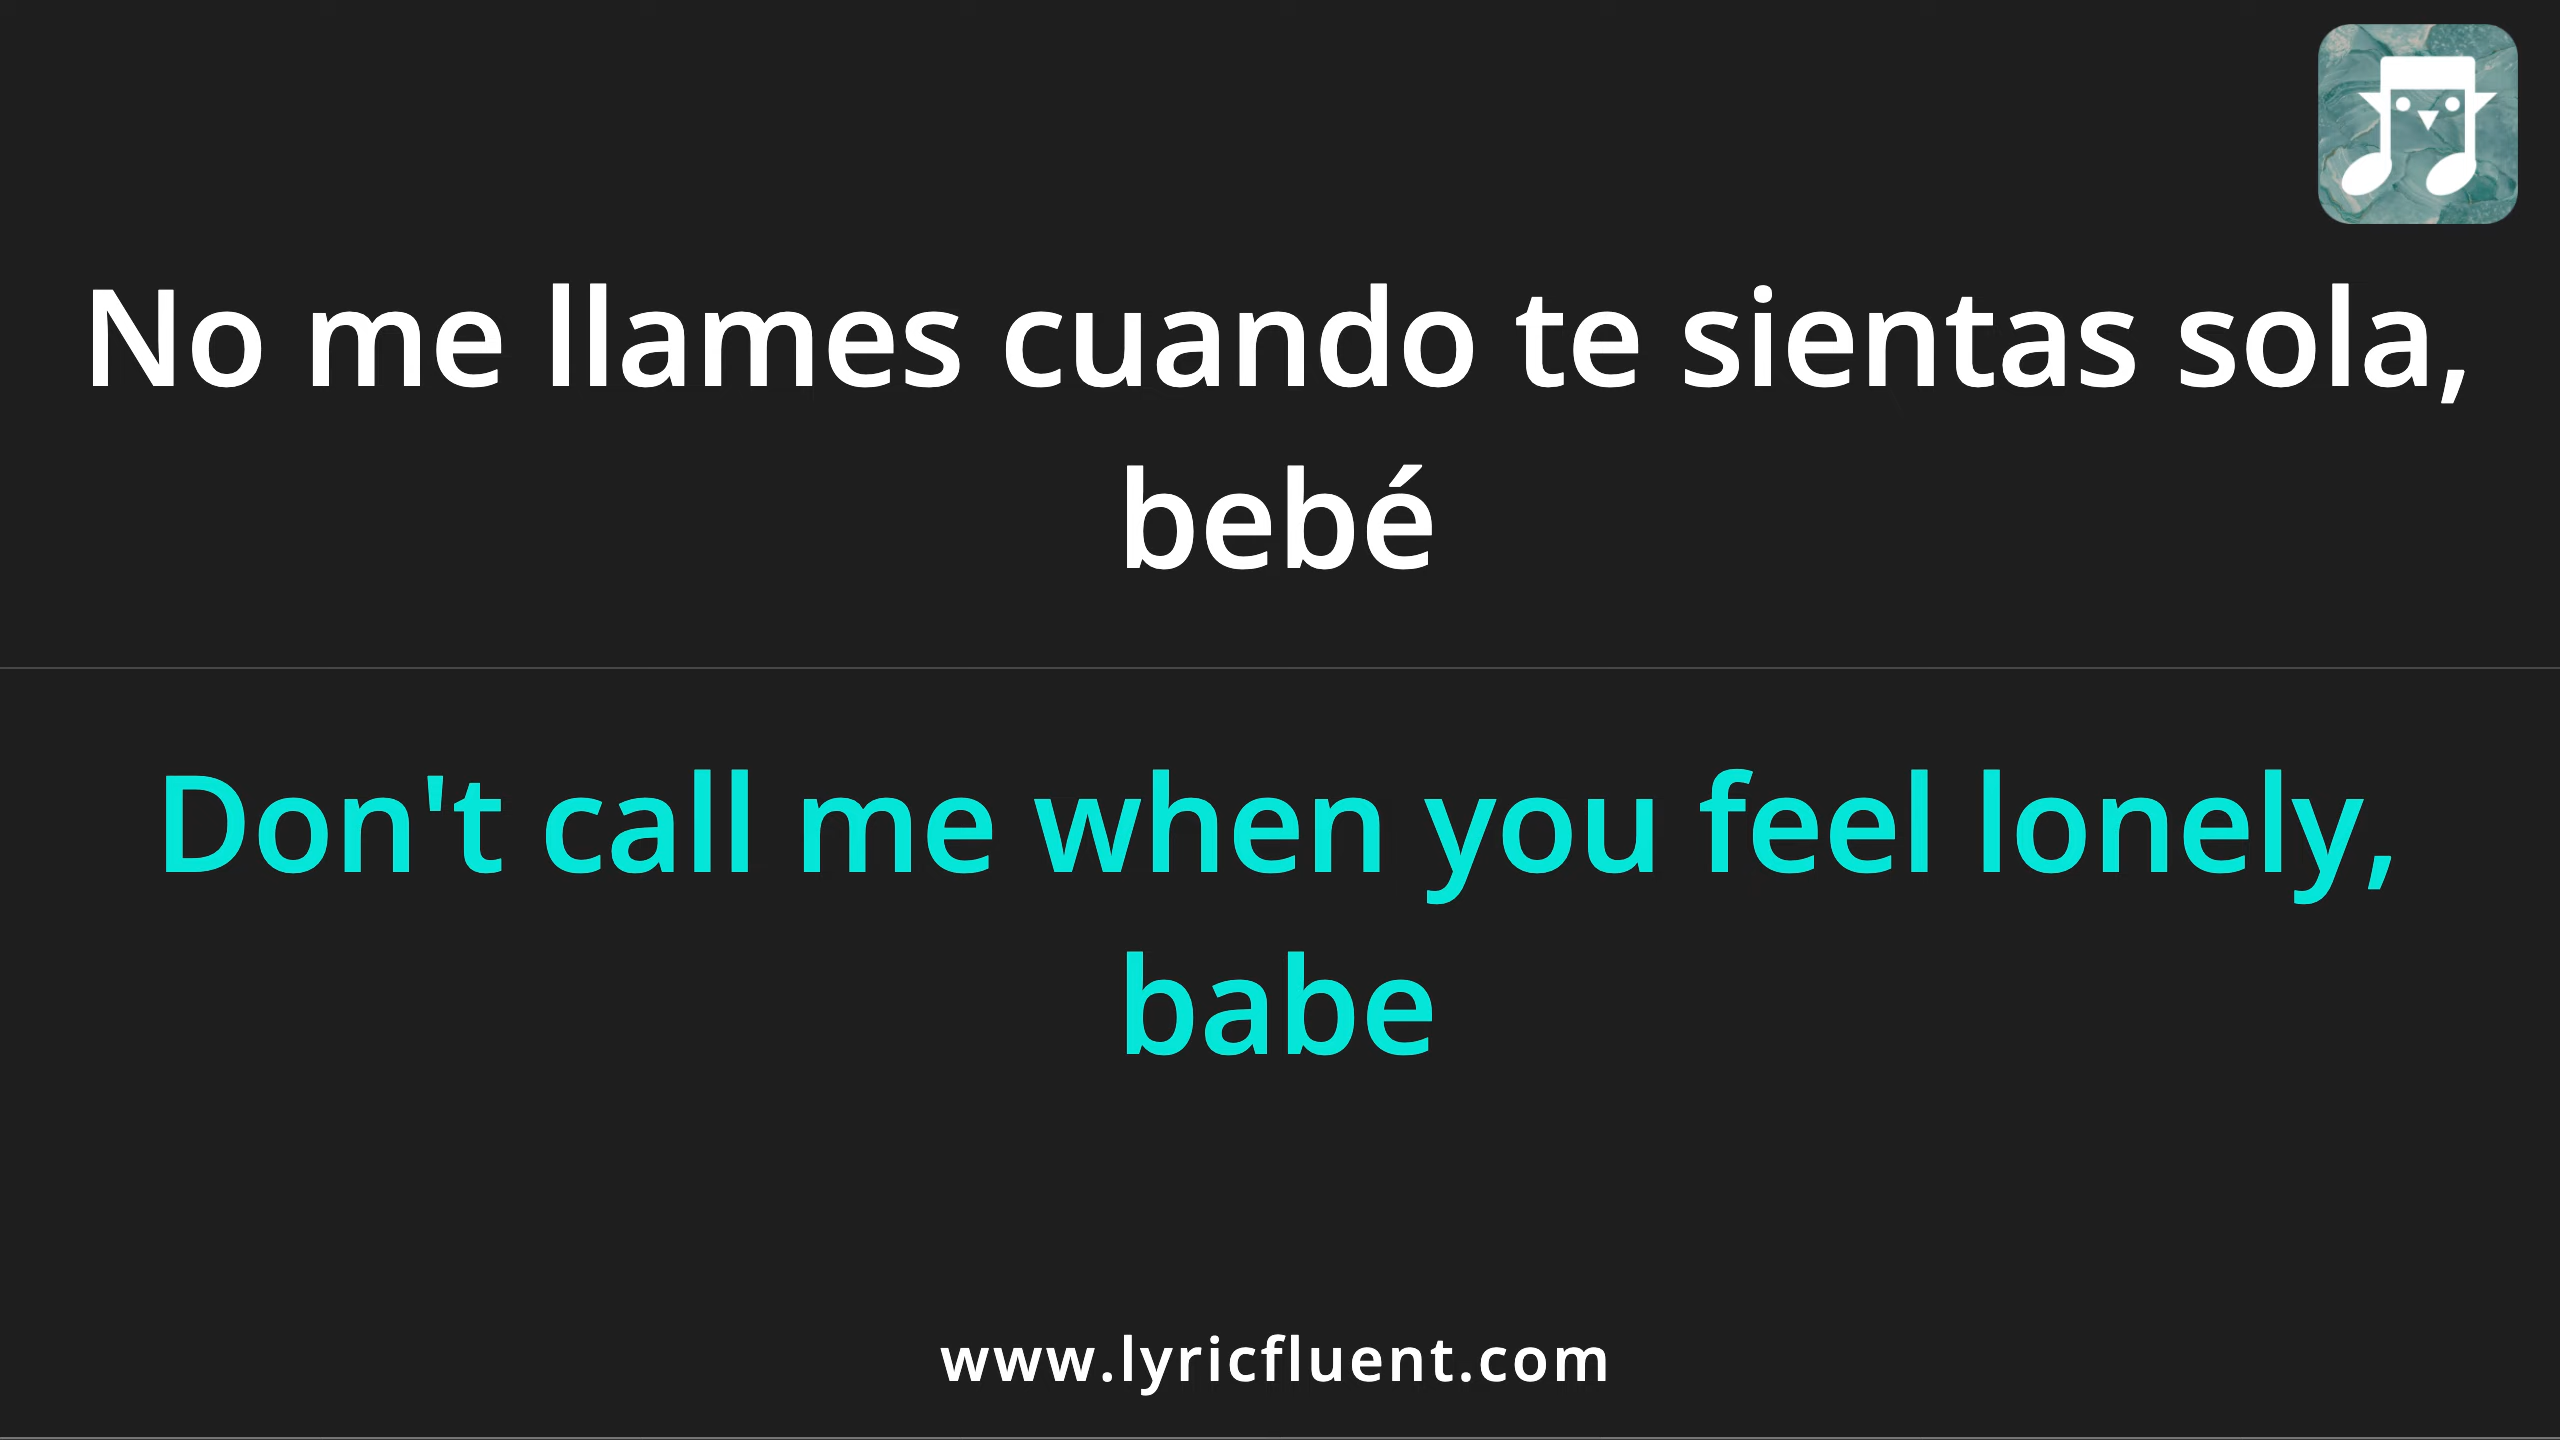 No me llames cuando te sientas sola,
bebé
Don't call me when you feel lonely,
babe
www.lyricfluent.com